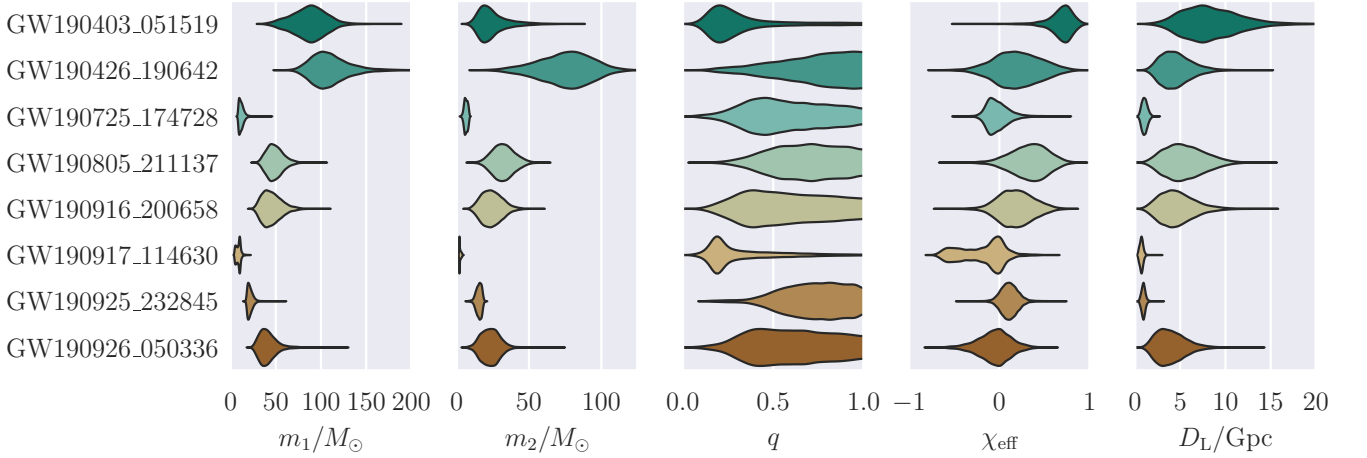 GW190403_051519
GW190426_190642
GW190725_174728
GW190805_211137
GW190916_200658
GW190917_114630
GW190925_232845
GW190926_050336
0 50 100 150 200 0 50 100 0.0 0.5 1.0 −1 0 1 0 5 10 15 20
m₁/M⊙ m₂/M⊙ q χeff D_L/Gpc